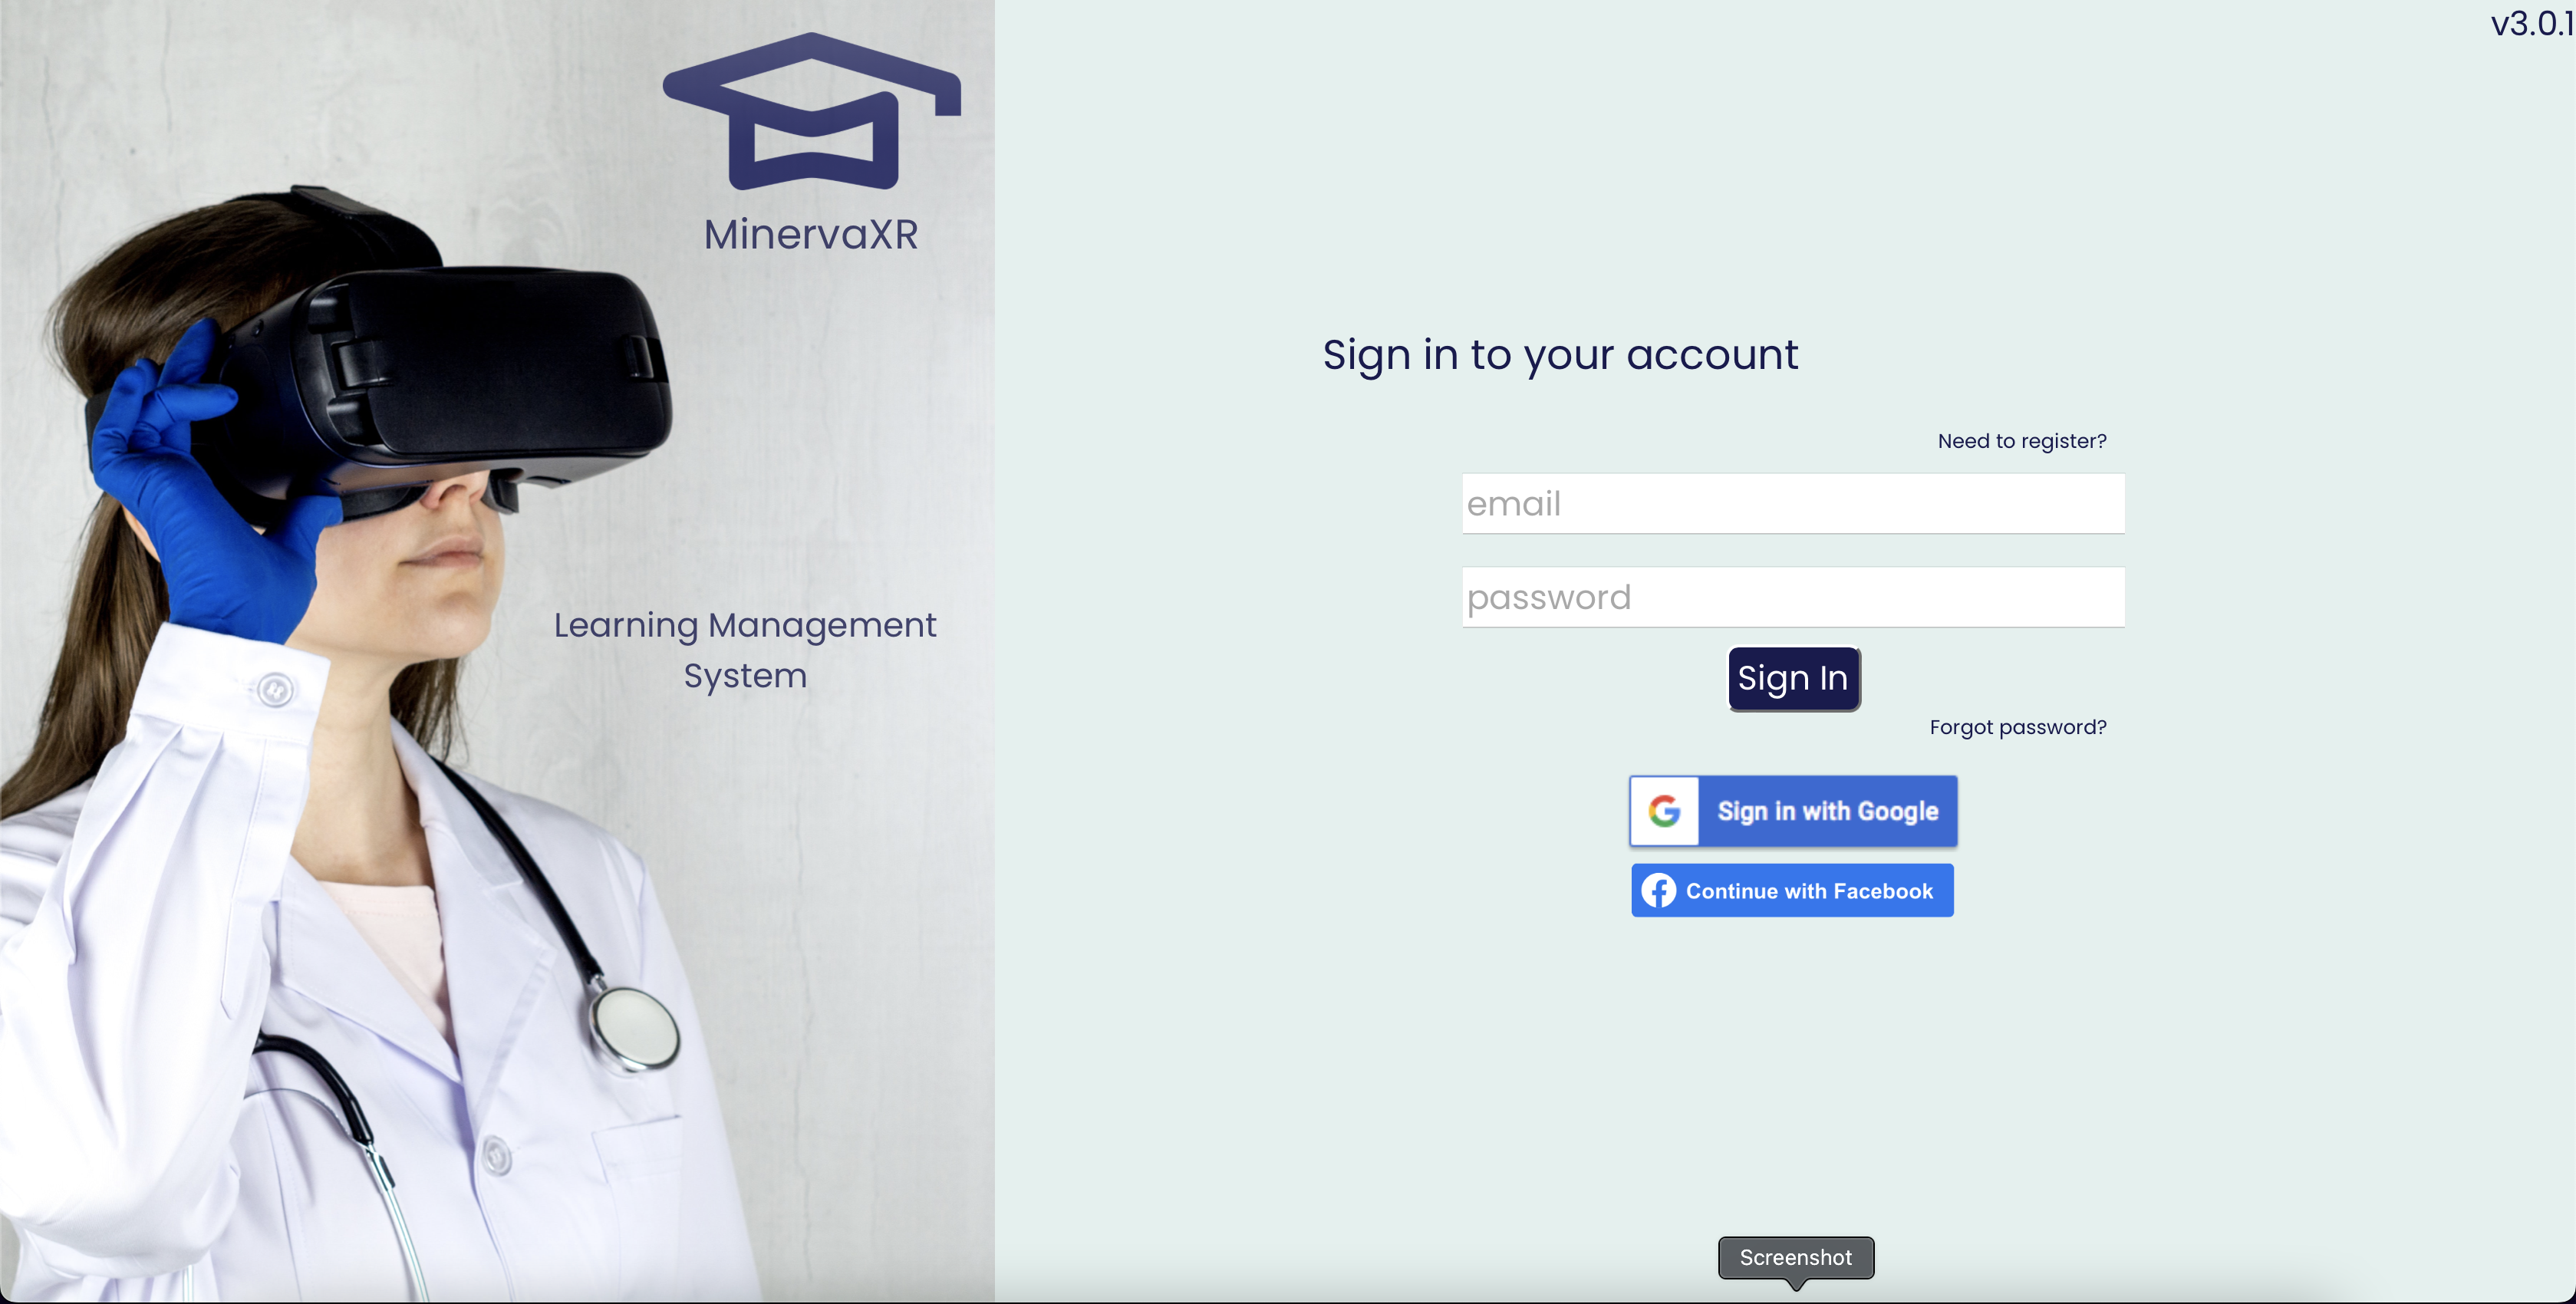 v3.0.1
MinervaXR
Learning Management
System
Sign in to your account
Need to register?
email
password
Sign In
Forgot password?
Sign in with Google
Continue with Facebook
Screenshot